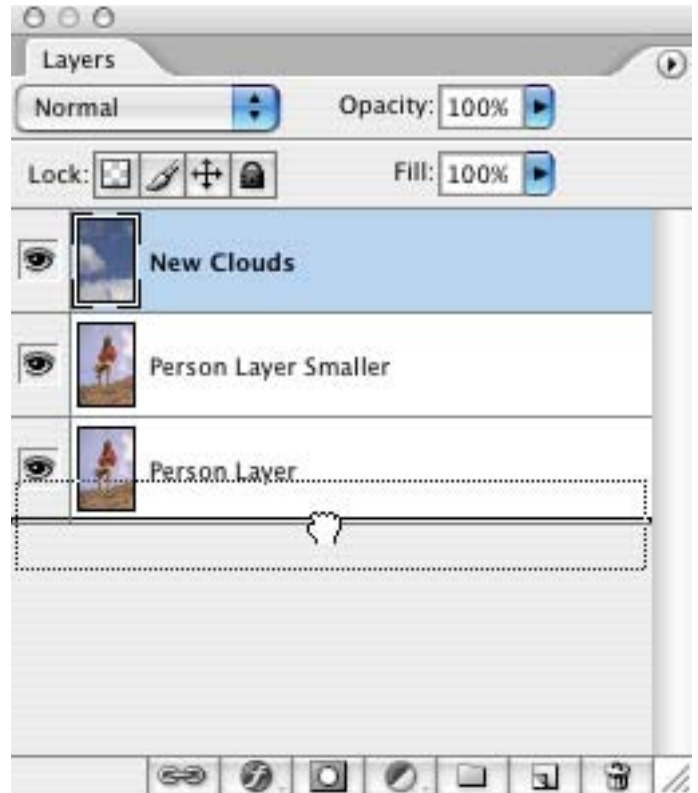 Layers
Normal Opacity: 100%
Lock: Fill: 100%
New Clouds
Person Layer Smaller
Person Layer